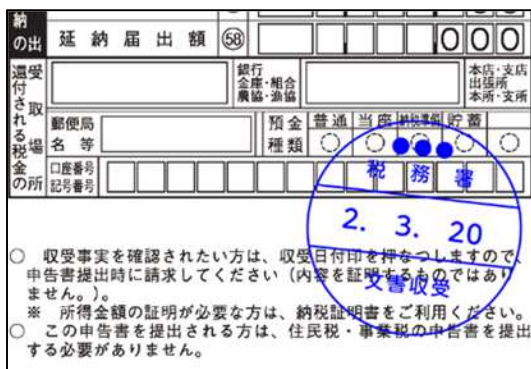 納の出
延納届出額 58 000
還付される税金の受取場所
銀行
金庫・組合
農協・漁協
本店・支店
出張所
本所・支所
郵便局
名等
預金
種類
普通 当座 納税準備 貯蓄
口座番号
記号番号
●●● 税務署
2. 3. 20
文書収受
○ 収受事実を確認されたい方は、収受日付印を押なつしますので、
申告書提出時に請求してください(内容を証明するものではあり
ません。)。
※ 所得金額の証明が必要な方は、納税証明書をご利用ください。
○ この申告書を提出される方は、住民税・事業税の申告書を提出
する必要がありません。